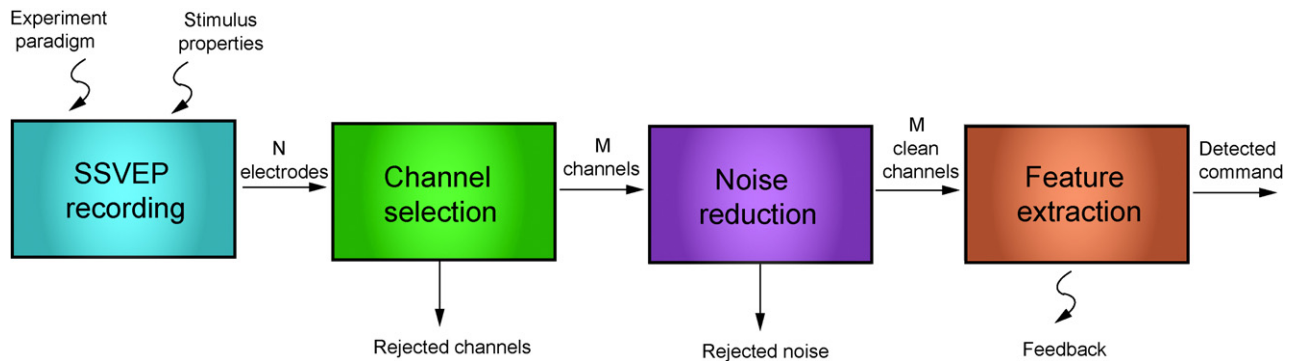 Experiment
paradigm
Stimulus
properties
SSVEP
recording
N
electrodes
Channel
selection
M
channels
Noise
reduction
M
clean
channels
Feature
extraction
Detected
command
Rejected channels
Rejected noise
Feedback